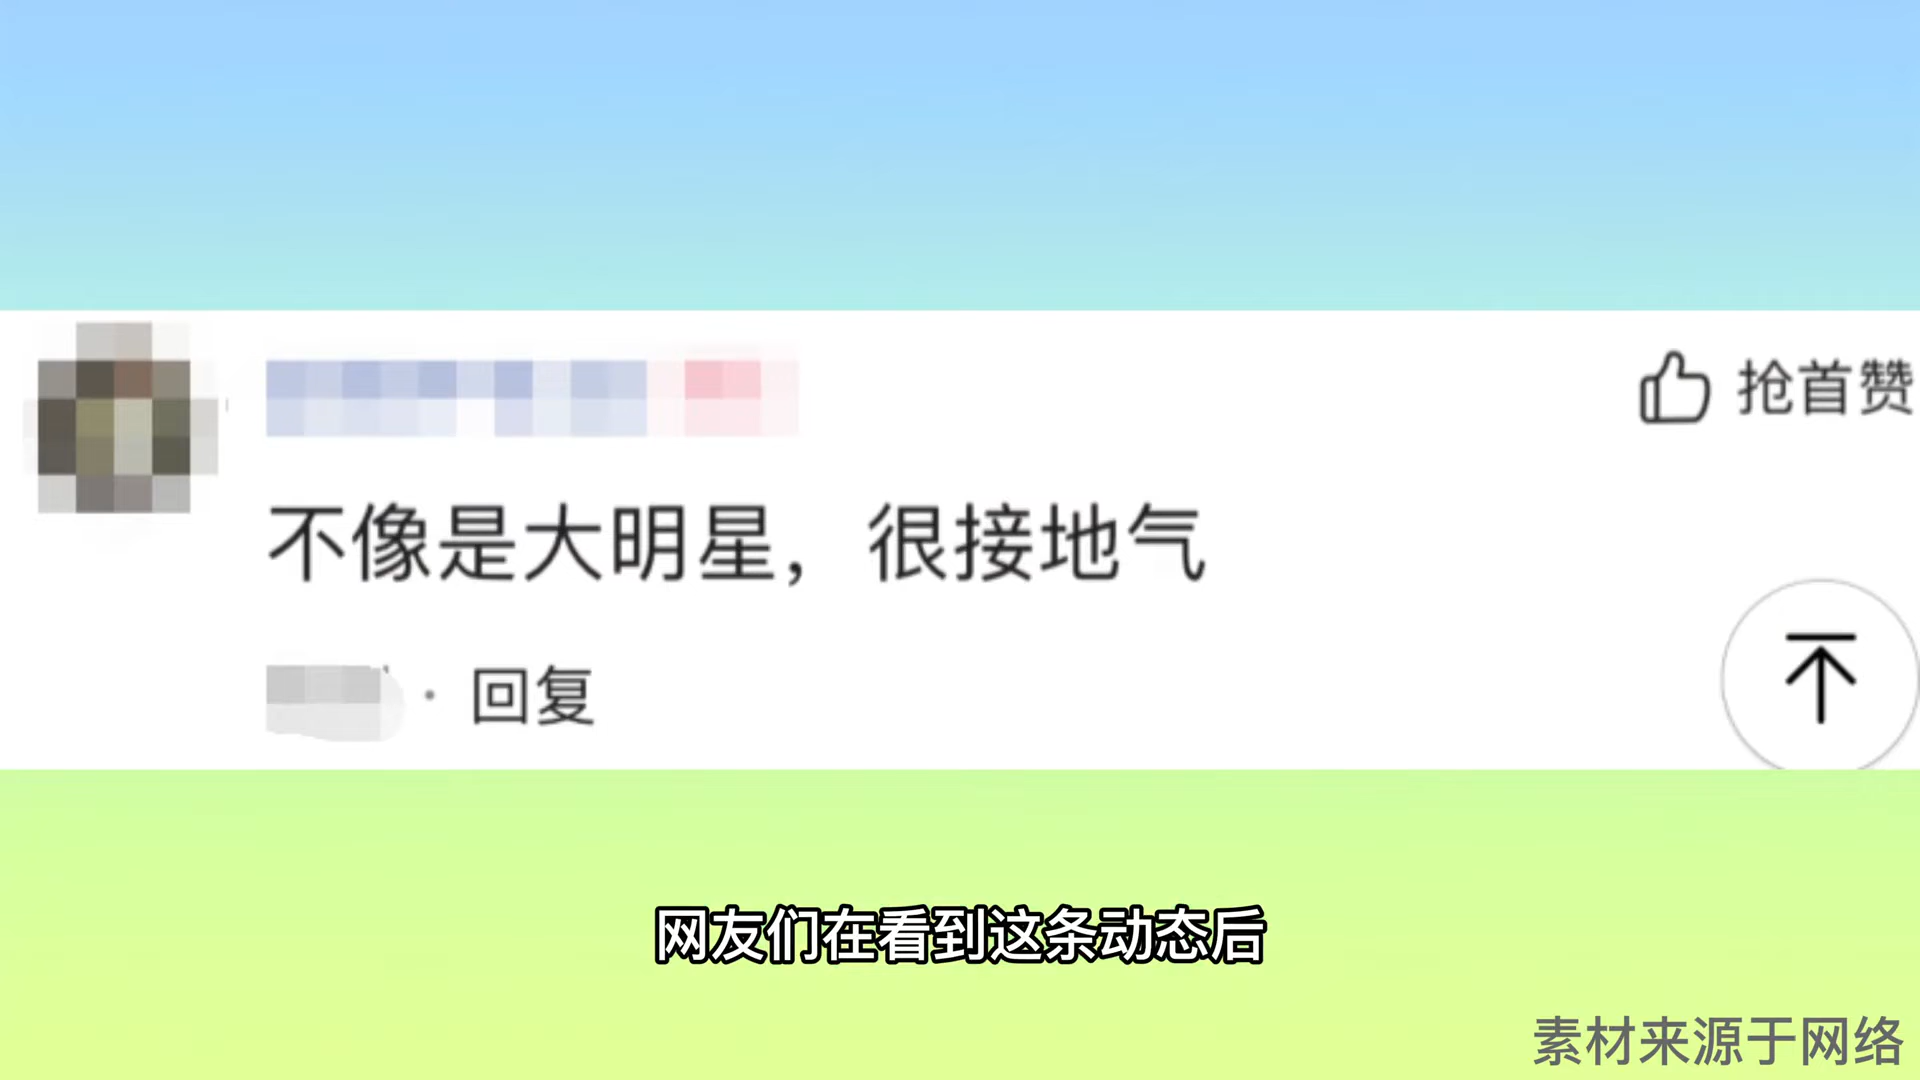 抢首赞
不像是大明星，很接地气
· 回复
网友们在看到这条动态后
素材来源于网络